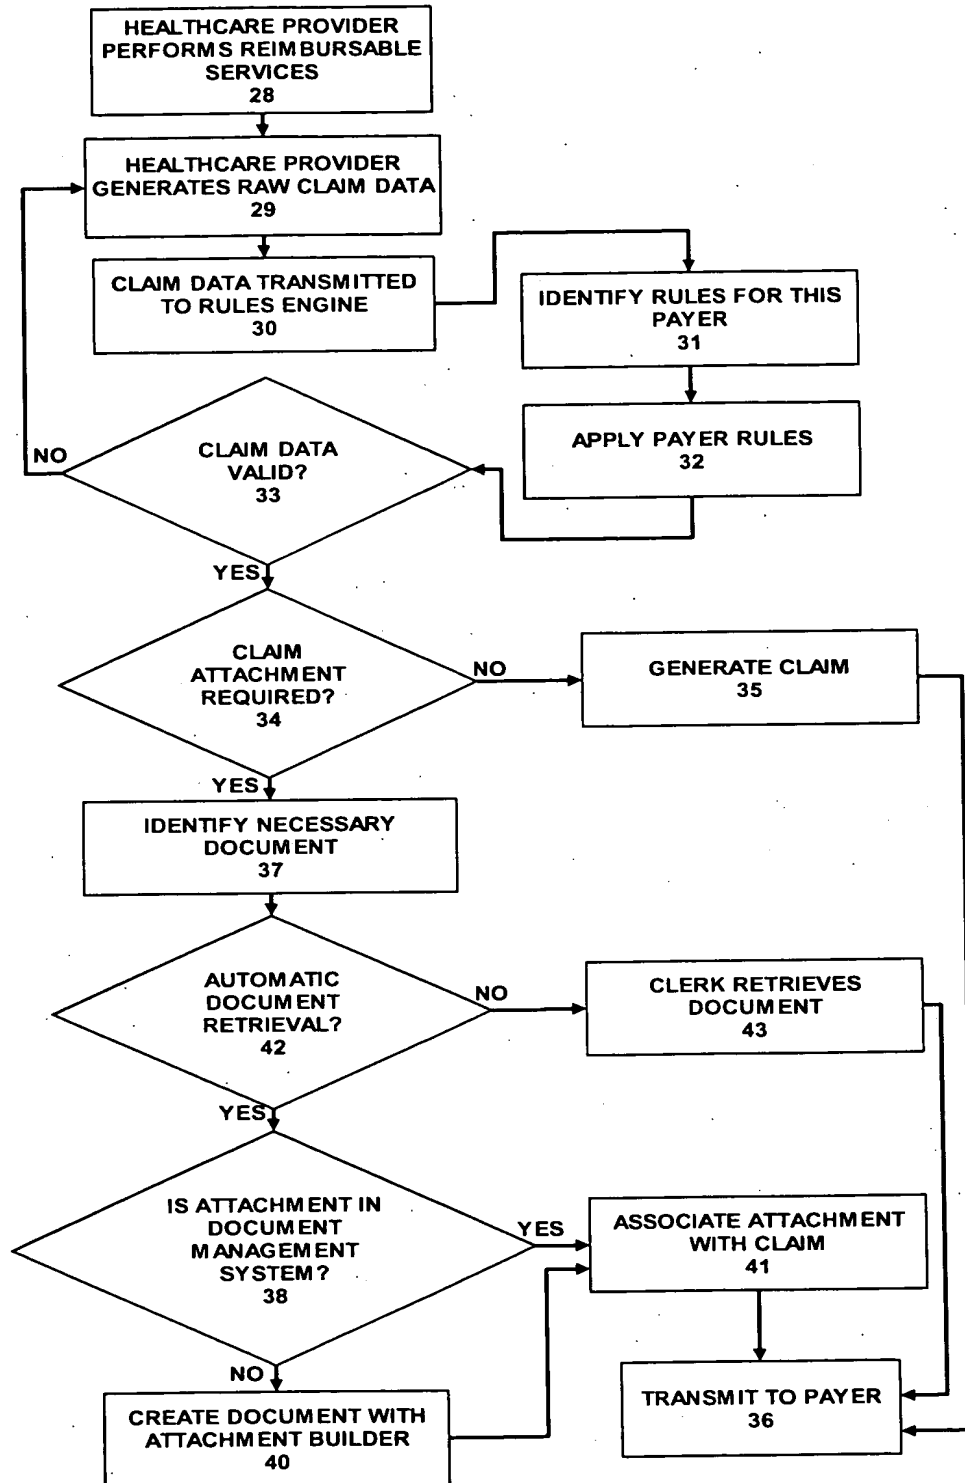 HEALTHCARE PROVIDER
PERFORMS REIMBURSABLE
SERVICES
28
HEALTHCARE PROVIDER
GENERATES RAW CLAIM DATA
29
CLAIM DATA TRANSMITTED
TO RULES ENGINE
30
IDENTIFY RULES FOR THIS
PAYER
31
APPLY PAYER RULES
32
CLAIM DATA
VALID?
33
NO
YES
CLAIM
ATTACHMENT
REQUIRED?
34
NO
GENERATE CLAIM
35
YES
IDENTIFY NECESSARY
DOCUMENT
37
AUTOMATIC
DOCUMENT
RETRIEVAL?
42
NO
CLERK RETRIEVES
DOCUMENT
43
YES
IS ATTACHMENT IN
DOCUMENT
MANAGEMENT
SYSTEM?
38
YES
ASSOCIATE ATTACHMENT
WITH CLAIM
41
NO
CREATE DOCUMENT WITH
ATTACHMENT BUILDER
40
TRANSMIT TO PAYER
36